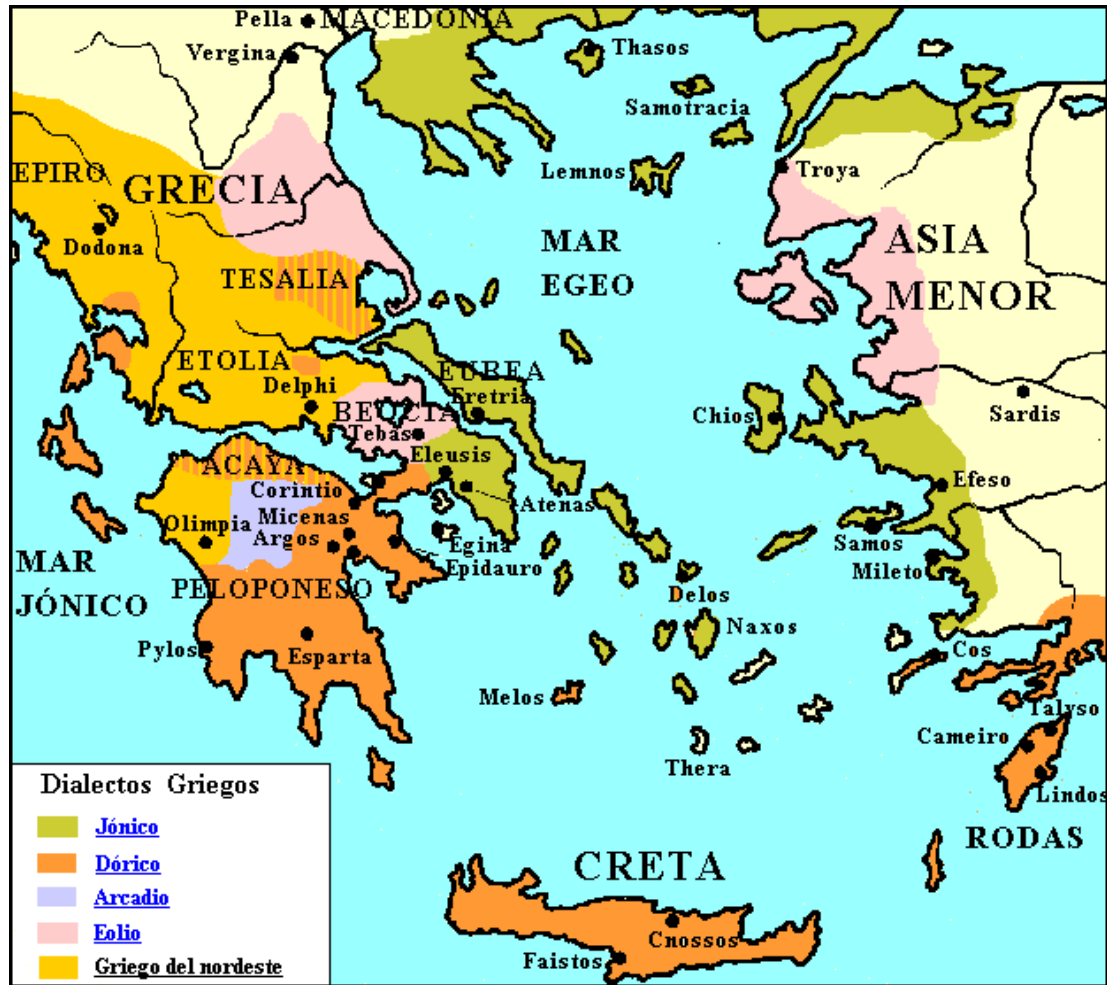 Pella
MACEDONIA
Vergina
Thasos
Samotracia
EPIRO
GRECIA
Lemnos
Troya
Dodona
MAR
EGEO
ASIA
MENOR
TESALIA
ETOLIA
Delphi
EUBEA
Eretria
BEOCIA
Tebas
Chios
Sardis
Eleusis
ACAYA
Corintio
Atenas
Efeso
Olimpia
Micenas
Argos
Egina
Epidauro
Samos
Mileto
MAR
JÓNICO
PELOPONESO
Delos
Naxos
Pylos
Esparta
Cos
Melos
Talyso
Cameiro
Thera
Lindos
RODAS
CRETA
Cnossos
Faistos
Dialectos Griegos
Jónico
Dórico
Arcadio
Eolio
Griego del nordeste